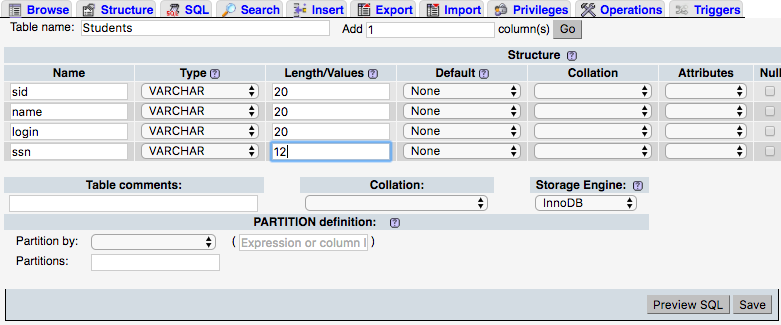 Browse Structure SQL Search Insert Export Import Privileges Operations Triggers
Table name: Students Add 1 column(s) Go
Structure
Name Type Length/Values Default Collation Attributes Null
sid VARCHAR 20 None
name VARCHAR 20 None
login VARCHAR 20 None
ssn VARCHAR 12 None
Table comments: Collation: Storage Engine:
InnoDB
PARTITION definition:
Partition by: ( Expression or column l )
Partitions:
Preview SQL Save